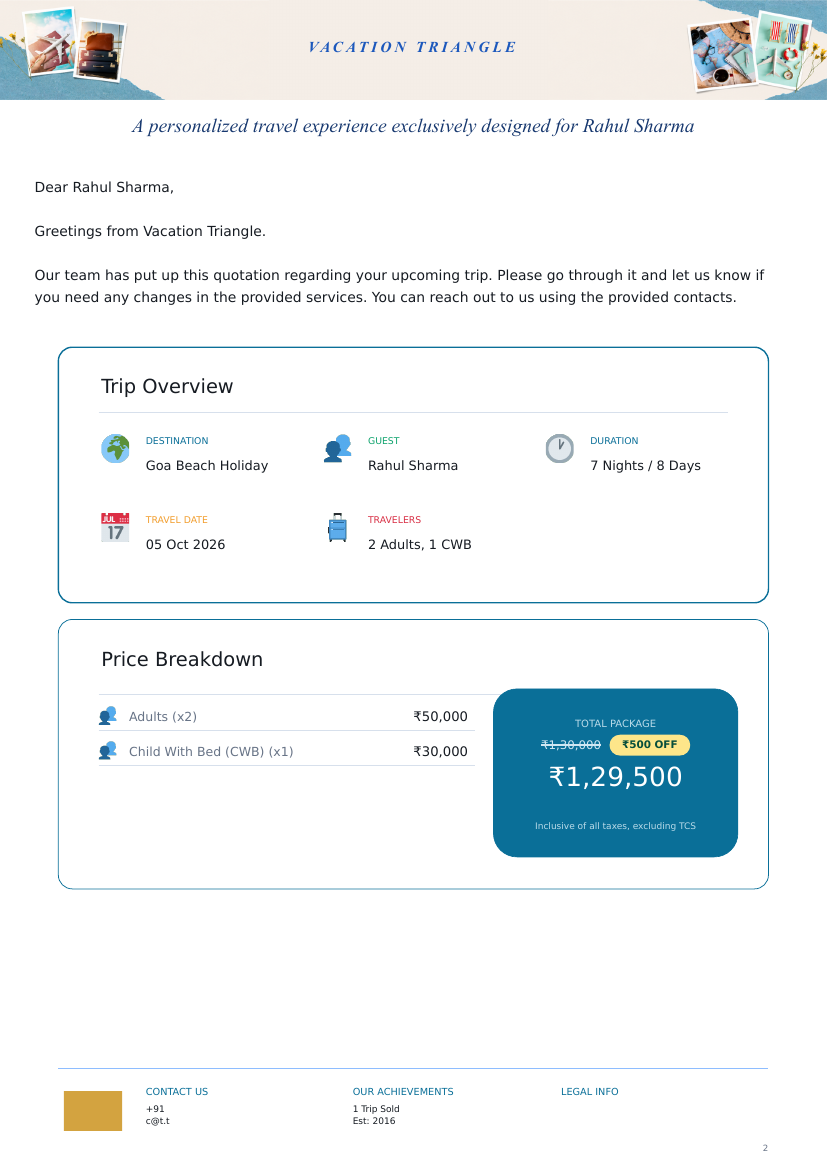 VACATION TRIANGLE
A personalized travel experience exclusively designed for Rahul Sharma
Dear Rahul Sharma,
Greetings from Vacation Triangle.
Our team has put up this quotation regarding your upcoming trip. Please go through it and let us know if
you need any changes in the provided services. You can reach out to us using the provided contacts.
Trip Overview
DESTINATION
Goa Beach Holiday
GUEST
Rahul Sharma
DURATION
7 Nights / 8 Days
JUL
17
TRAVEL DATE
05 Oct 2026
TRAVELERS
2 Adults, 1 CWB
Price Breakdown
Adults (x2) ₹50,000
Child With Bed (CWB) (x1) ₹30,000
TOTAL PACKAGE
₹1,30,000 ₹500 OFF
₹1,29,500
Inclusive of all taxes, excluding TCS
CONTACT US
+91
c@t.t
OUR ACHIEVEMENTS
1 Trip Sold
Est: 2016
LEGAL INFO
2